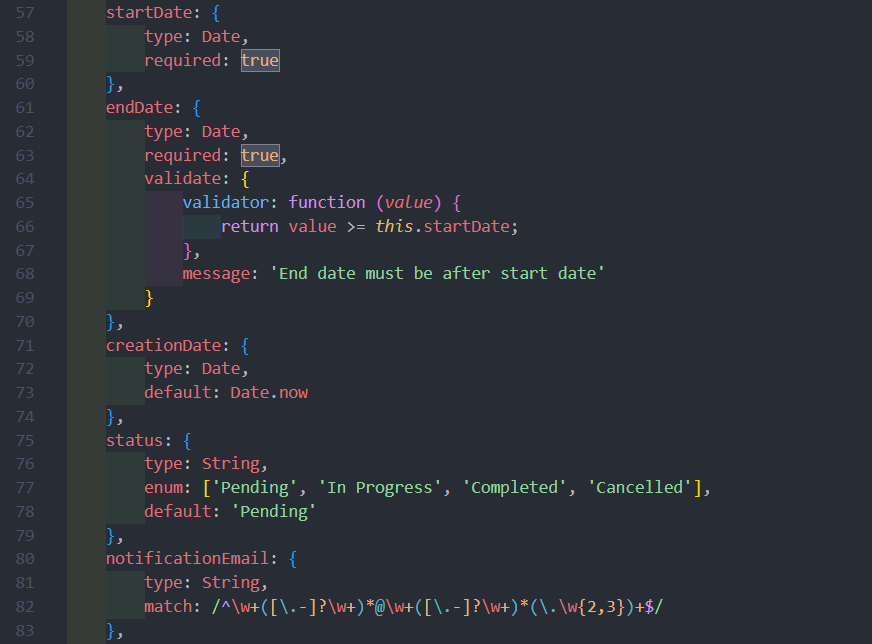 57 startDate: {
58 type: Date,
59 required: true
60 },
61 endDate: {
62 type: Date,
63 required: true,
64 validate: {
65 validator: function (value) {
66 return value >= this.startDate;
67 },
68 message: 'End date must be after start date'
69 }
70 },
71 creationDate: {
72 type: Date,
73 default: Date.now
74 },
75 status: {
76 type: String,
77 enum: ['Pending', 'In Progress', 'Completed', 'Cancelled'],
78 default: 'Pending'
79 },
80 notificationEmail: {
81 type: String,
82 match: /^\w+([\.-]?\w+)*@\w+([\.-]?\w+)*(\.\w{2,3})+$/
83 },